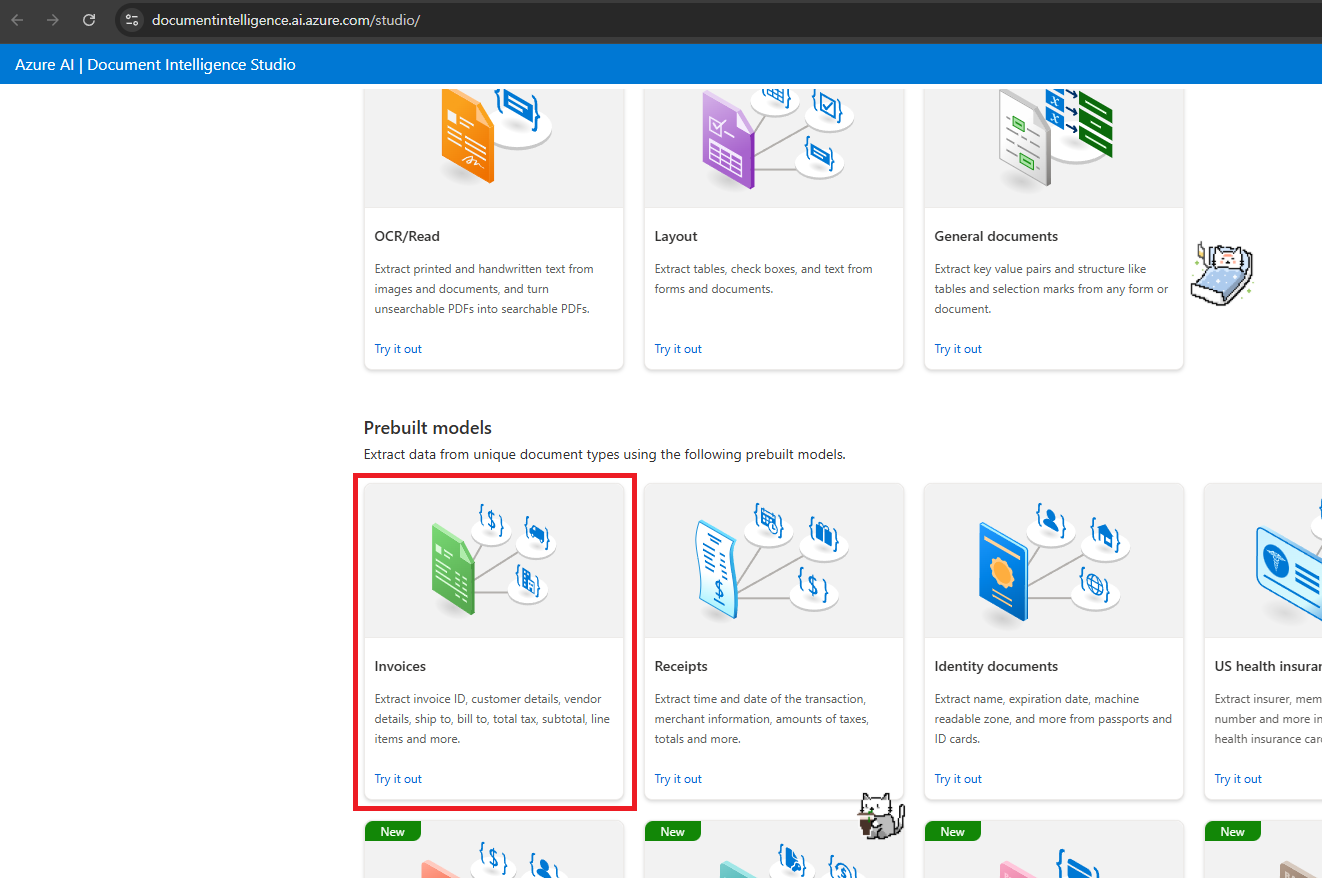 documentintelligence.ai.azure.com/studio/
Azure AI | Document Intelligence Studio
OCR/Read
Extract printed and handwritten text from
images and documents, and turn
unsearchable PDFs into searchable PDFs.
Try it out
Layout
Extract tables, check boxes, and text from
forms and documents.
Try it out
General documents
Extract key value pairs and structure like
tables and selection marks from any form or
document.
Try it out
Prebuilt models
Extract data from unique document types using the following prebuilt models.
Invoices
Extract invoice ID, customer details, vendor
details, ship to, bill to, total tax, subtotal, line
items and more.
Try it out
Receipts
Extract time and date of the transaction,
merchant information, amounts of taxes,
totals and more.
Try it out
Identity documents
Extract name, expiration date, machine
readable zone, and more from passports and
ID cards.
Try it out
US health
Extract insurer,
number and more
health insurance
Try it out
New
New
New
New